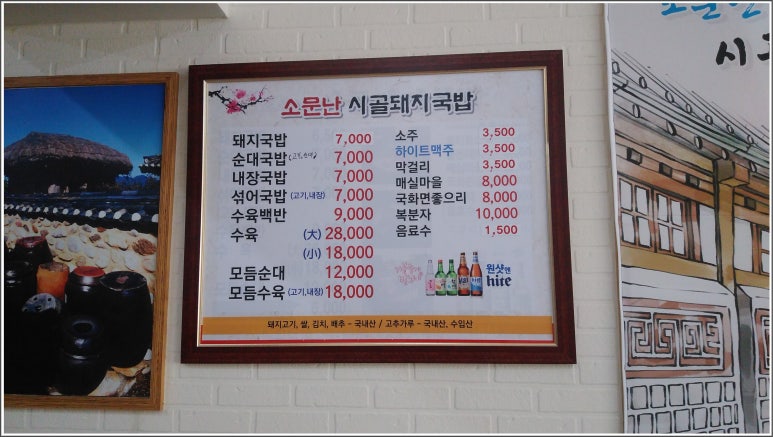 소문난 시골돼지국밥
돼지국밥 7,000
순대국밥 7,000
내장국밥 7,000
섞어국밥 (고기,내장) 7,000
수육백반 9,000
수육 (大) 28,000
(小) 18,000
모듬순대 12,000
모듬수육 (고기,내장) 18,000
소주 3,500
하이트맥주 3,500
막걸리 3,500
매실마을 8,000
국화면좋으리 8,000
복분자 10,000
음료수 1,500
원샷엔
hite
돼지고기, 쌀, 김치, 배추 - 국내산 / 고추가루 - 국내산, 수입산